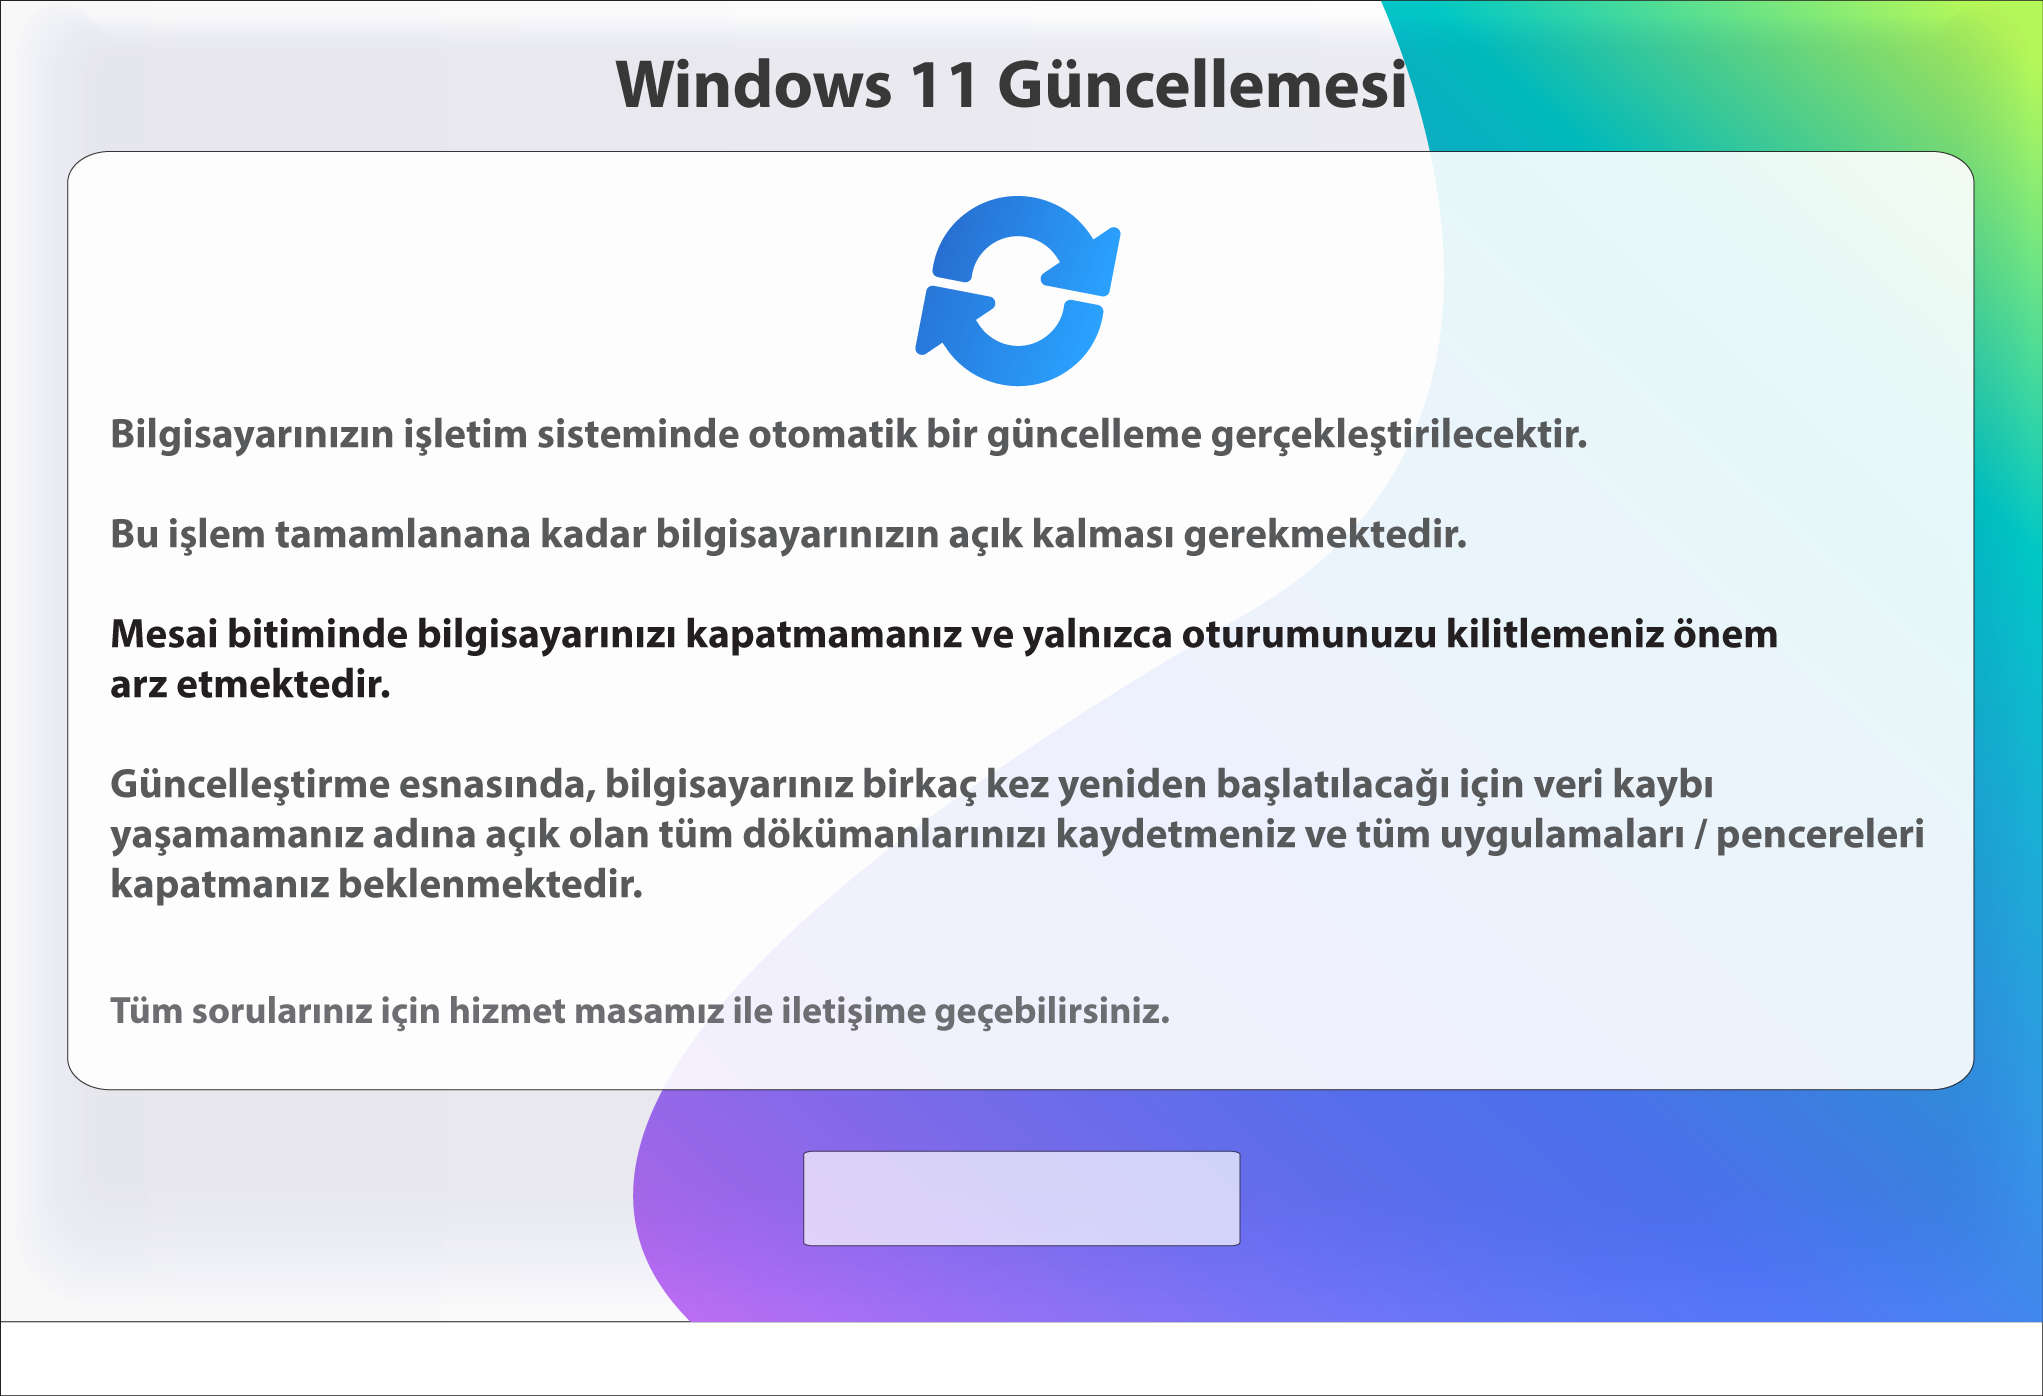 Windows 11 Güncellemesi
Bilgisayarınızın işletim sisteminde otomatik bir güncelleme gerçekleştirilecektir.
Bu işlem tamamlanana kadar bilgisayarınızın açık kalması gerekmektedir.
Mesai bitiminde bilgisayarınızı kapatmamanız ve yalnızca oturumunuzu kilitlemeniz önem
arz etmektedir.
Güncelleştirme esnasında, bilgisayarınız birkaç kez yeniden başlatılacağı için veri kaybı
yaşamamanız adına açık olan tüm dökümanlarınızı kaydetmeniz ve tüm uygulamaları / pencereleri
kapatmanız beklenmektedir.
Tüm sorularınız için hizmet masamız ile iletişime geçebilirsiniz.